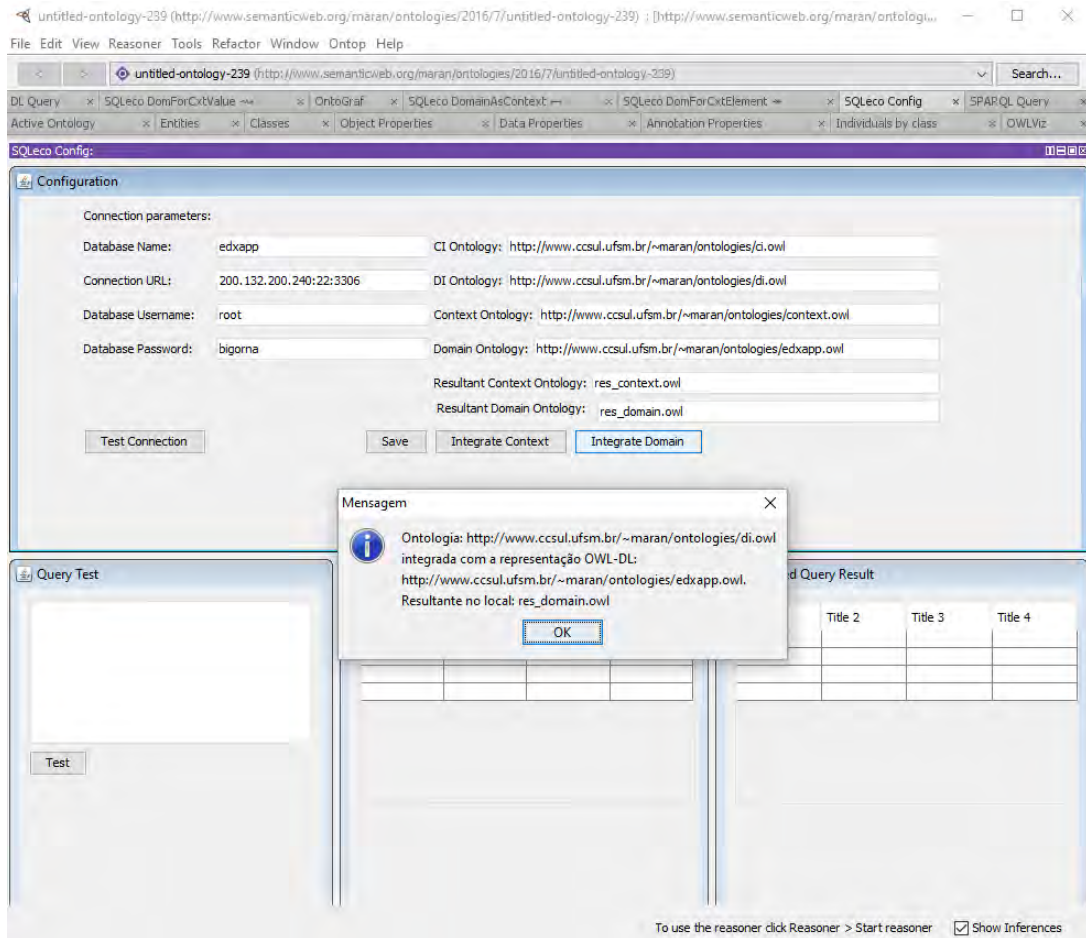 untitled-ontology-239 (http://www.semanticweb.org/maran/ontologies/2016/7/untitled-ontology-239) : [http://www.semanticweb.org/maran/ontologi...
File Edit View Reasoner Tools Refactor Window Ontop Help
untitled-ontology-239 (http://www.semanticweb.org/maran/ontologies/2016/7/untitled-ontology-239) Search...
DL Query × SQLeco DomForCxtValue × OntoGraf × SQLeco DomainAsContext × SQLeco DomForCxtElement × SQLeco Config × SPARQL Query ×
Active Ontology × Entities × Classes × Object Properties × Data Properties × Annotation Properties × Individuals by class × OWLViz ×
SQLeco Config:
Configuration
Connection parameters:
Database Name: edxapp CI Ontology: http://www.ccsul.ufsm.br/~maran/ontologies/ci.owl
Connection URL: 200.132.200.240:22:3306 DI Ontology: http://www.ccsul.ufsm.br/~maran/ontologies/di.owl
Database Username: root Context Ontology: http://www.ccsul.ufsm.br/~maran/ontologies/context.owl
Database Password: bigorna Domain Ontology: http://www.ccsul.ufsm.br/~maran/ontologies/edxapp.owl
Resultant Context Ontology: res_context.owl
Resultant Domain Ontology: res_domain.owl
Test Connection Save Integrate Context Integrate Domain
Mensagem
Ontologia: http://www.ccsul.ufsm.br/~maran/ontologies/di.owl
integrada com a representação OWL-DL:
http://www.ccsul.ufsm.br/~maran/ontologies/edxapp.owl.
Resultante no local: res_domain.owl
OK
Query Test
Test
d Query Result
Title 2 Title 3 Title 4
To use the reasoner click Reasoner > Start reasoner Show Inferences